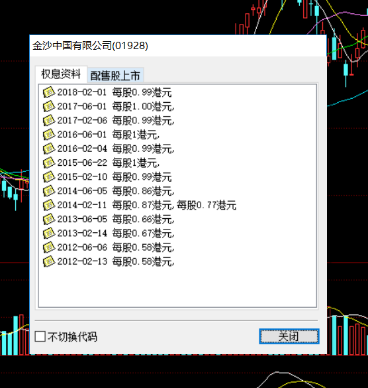 金沙中国有限公司(01928)
权息资料 配售股上市
2018-02-01 每股0.99港元
2017-06-01 每股1.00港元,
2017-02-06 每股0.99港元,
2016-06-01 每股1港元,
2016-02-04 每股0.99港元,
2015-06-22 每股1港元,
2015-02-10 每股0.99港元
2014-06-05 每股0.86港元,
2014-02-11 每股0.87港元,每股0.77港元
2013-06-05 每股0.66港元,
2013-02-14 每股0.67港元,
2012-06-06 每股0.58港元,
2012-02-13 每股0.58港元,
不切换代码
关闭